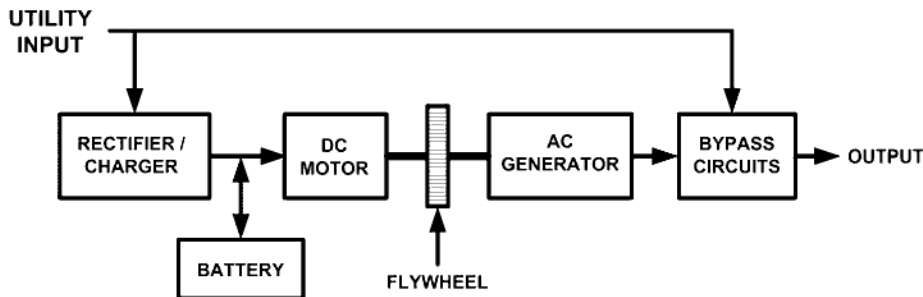 UTILITY
INPUT
RECTIFIER /
CHARGER
DC
MOTOR
AC
GENERATOR
BYPASS
CIRCUITS
OUTPUT
BATTERY
FLYWHEEL